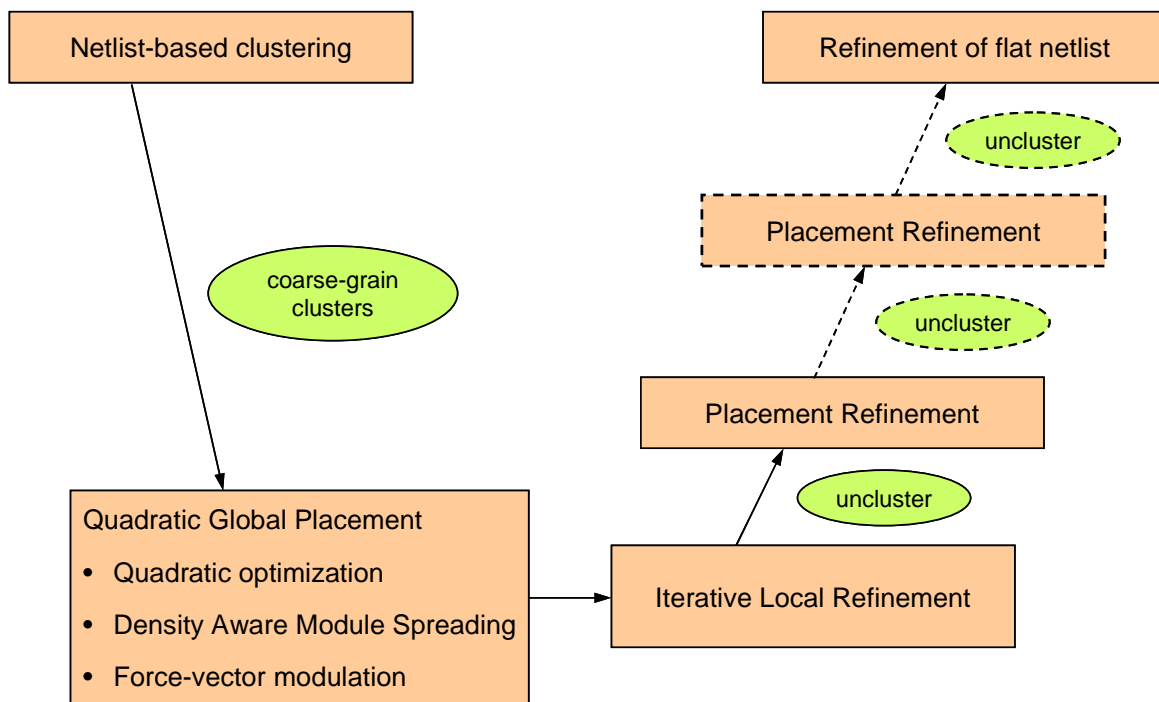 Netlist-based clustering
Refinement of flat netlist
uncluster
Placement Refinement
coarse-grain
clusters
uncluster
Placement Refinement
uncluster
Quadratic Global Placement
• Quadratic optimization
• Density Aware Module Spreading
• Force-vector modulation
Iterative Local Refinement